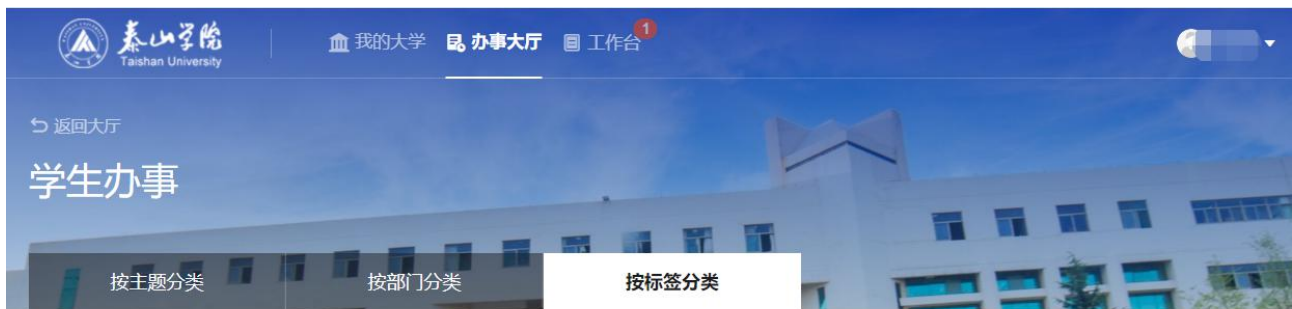 泰山学院
Taishan University
我的大学 办事大厅 工作台 1
返回大厅
学生办事
按主题分类 按部门分类 按标签分类